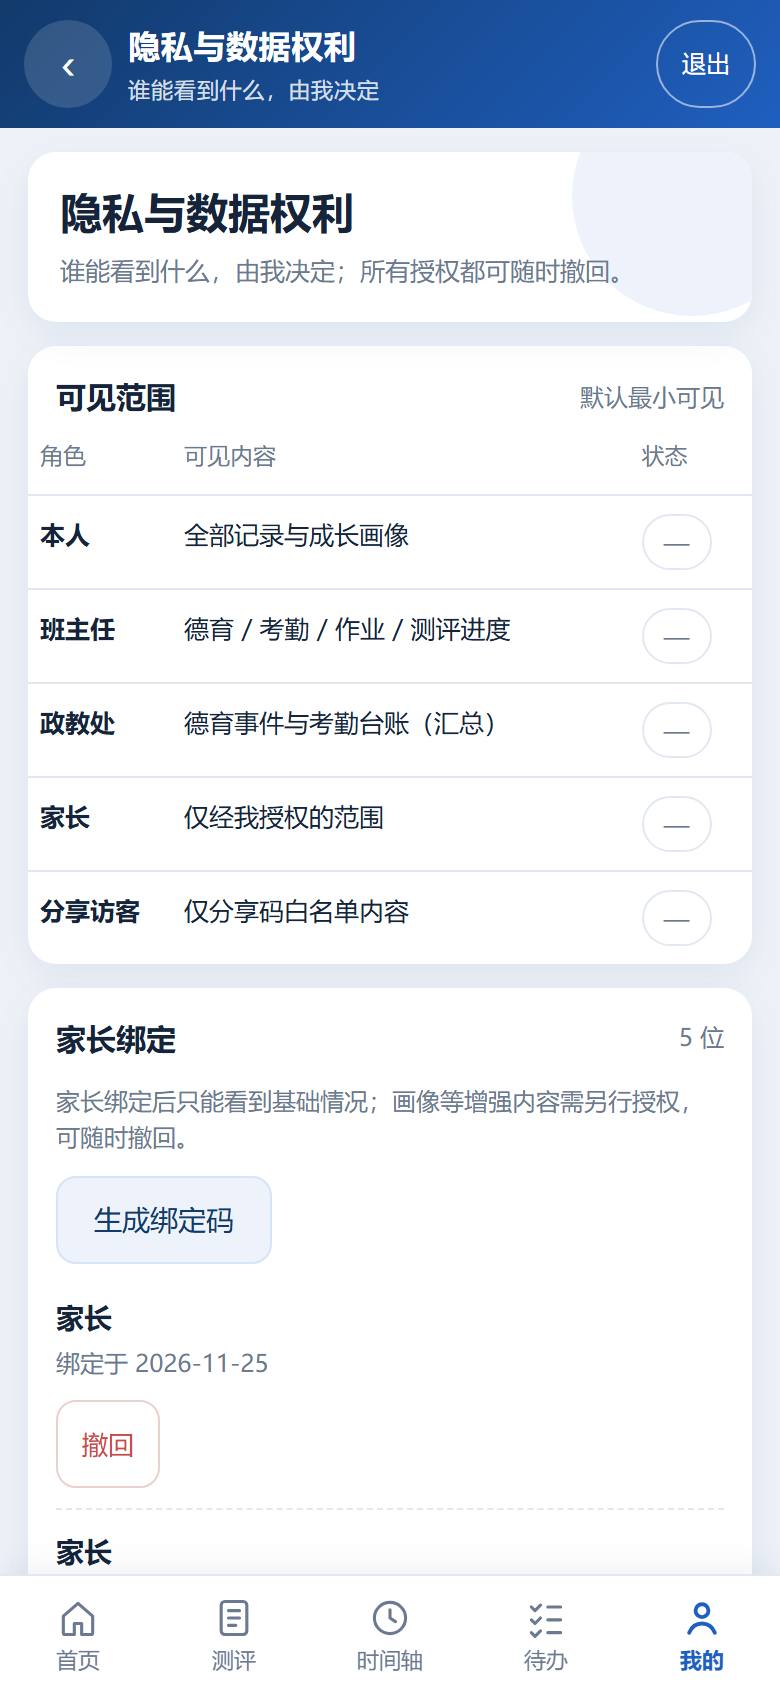 ‹
隐私与数据权利
谁能看到什么，由我决定
退出
隐私与数据权利
谁能看到什么，由我决定；所有授权都可随时撤回。
可见范围 默认最小可见
角色 可见内容 状态
本人 全部记录与成长画像 —
班主任 德育 / 考勤 / 作业 / 测评进度 —
政教处 德育事件与考勤台账（汇总） —
家长 仅经我授权的范围 —
分享访客 仅分享码白名单内容 —
家长绑定 5 位
家长绑定后只能看到基础情况；画像等增强内容需另行授权，
可随时撤回。
生成绑定码
家长
绑定于 2026-11-25
撤回
家长
首页 测评 时间轴 待办 我的